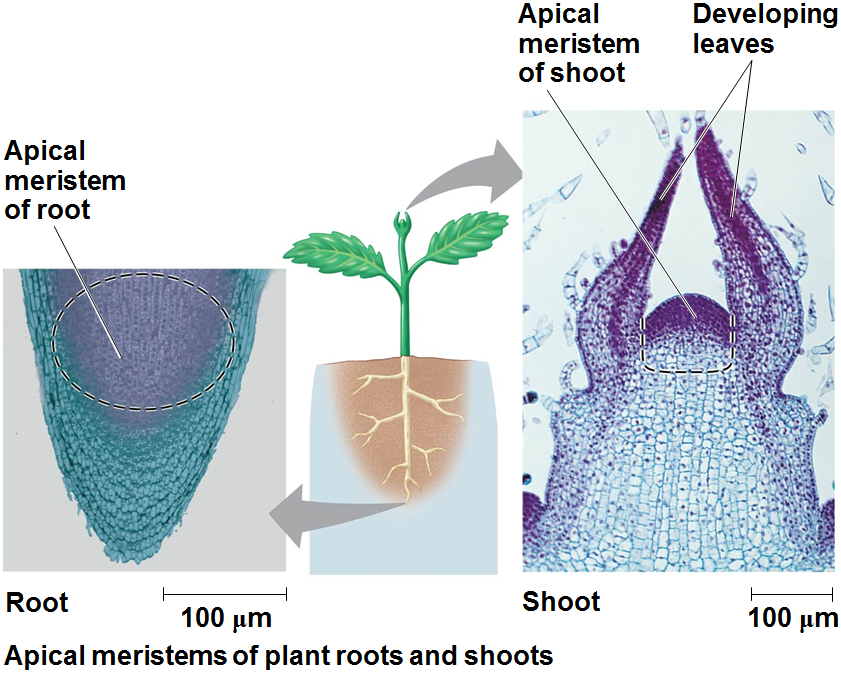 Apical
meristem
of shoot
Developing
leaves
Apical
meristem
of root
Root
100 μm
Shoot
100 μm
Apical meristems of plant roots and shoots